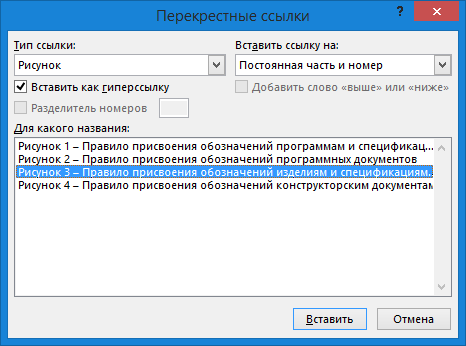 Перекрестные ссылки
Тип ссылки: Вставить ссылку на:
Рисунок Постоянная часть и номер
Вставить как гиперссылку Добавить слово «выше» или «ниже»
Разделитель номеров
Для какого названия:
Рисунок 1 – Правило присвоения обозначений программам и спецификац...
Рисунок 2 – Правило присвоения обозначений программных документов
Рисунок 3 – Правило присвоения обозначений изделиям и спецификациям.
Рисунок 4 – Правило присвоения обозначений конструкторским документам
Вставить Отмена